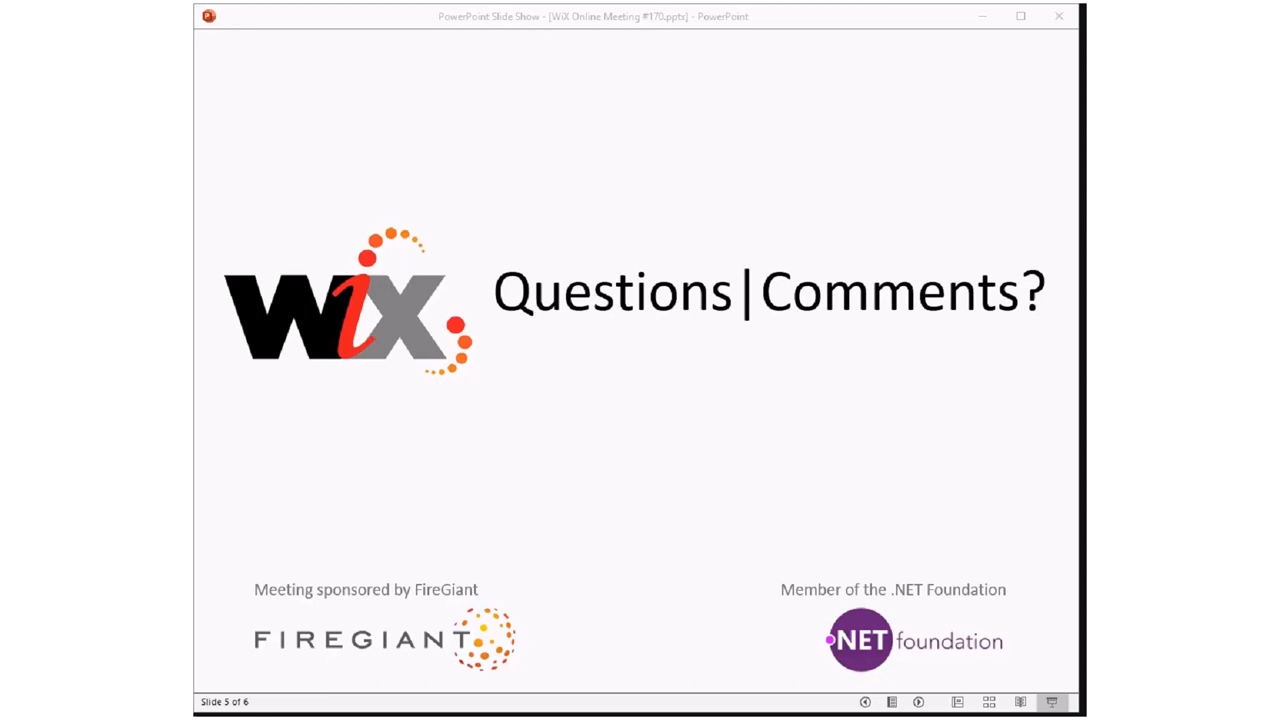 PowerPoint Slide Show - [WiX Online Meeting #170.pptx] - PowerPoint
WiX
Questions|Comments?
Meeting sponsored by FireGiant
Member of the .NET Foundation
FIREGIANT
.NET foundation
Slide 5 of 6